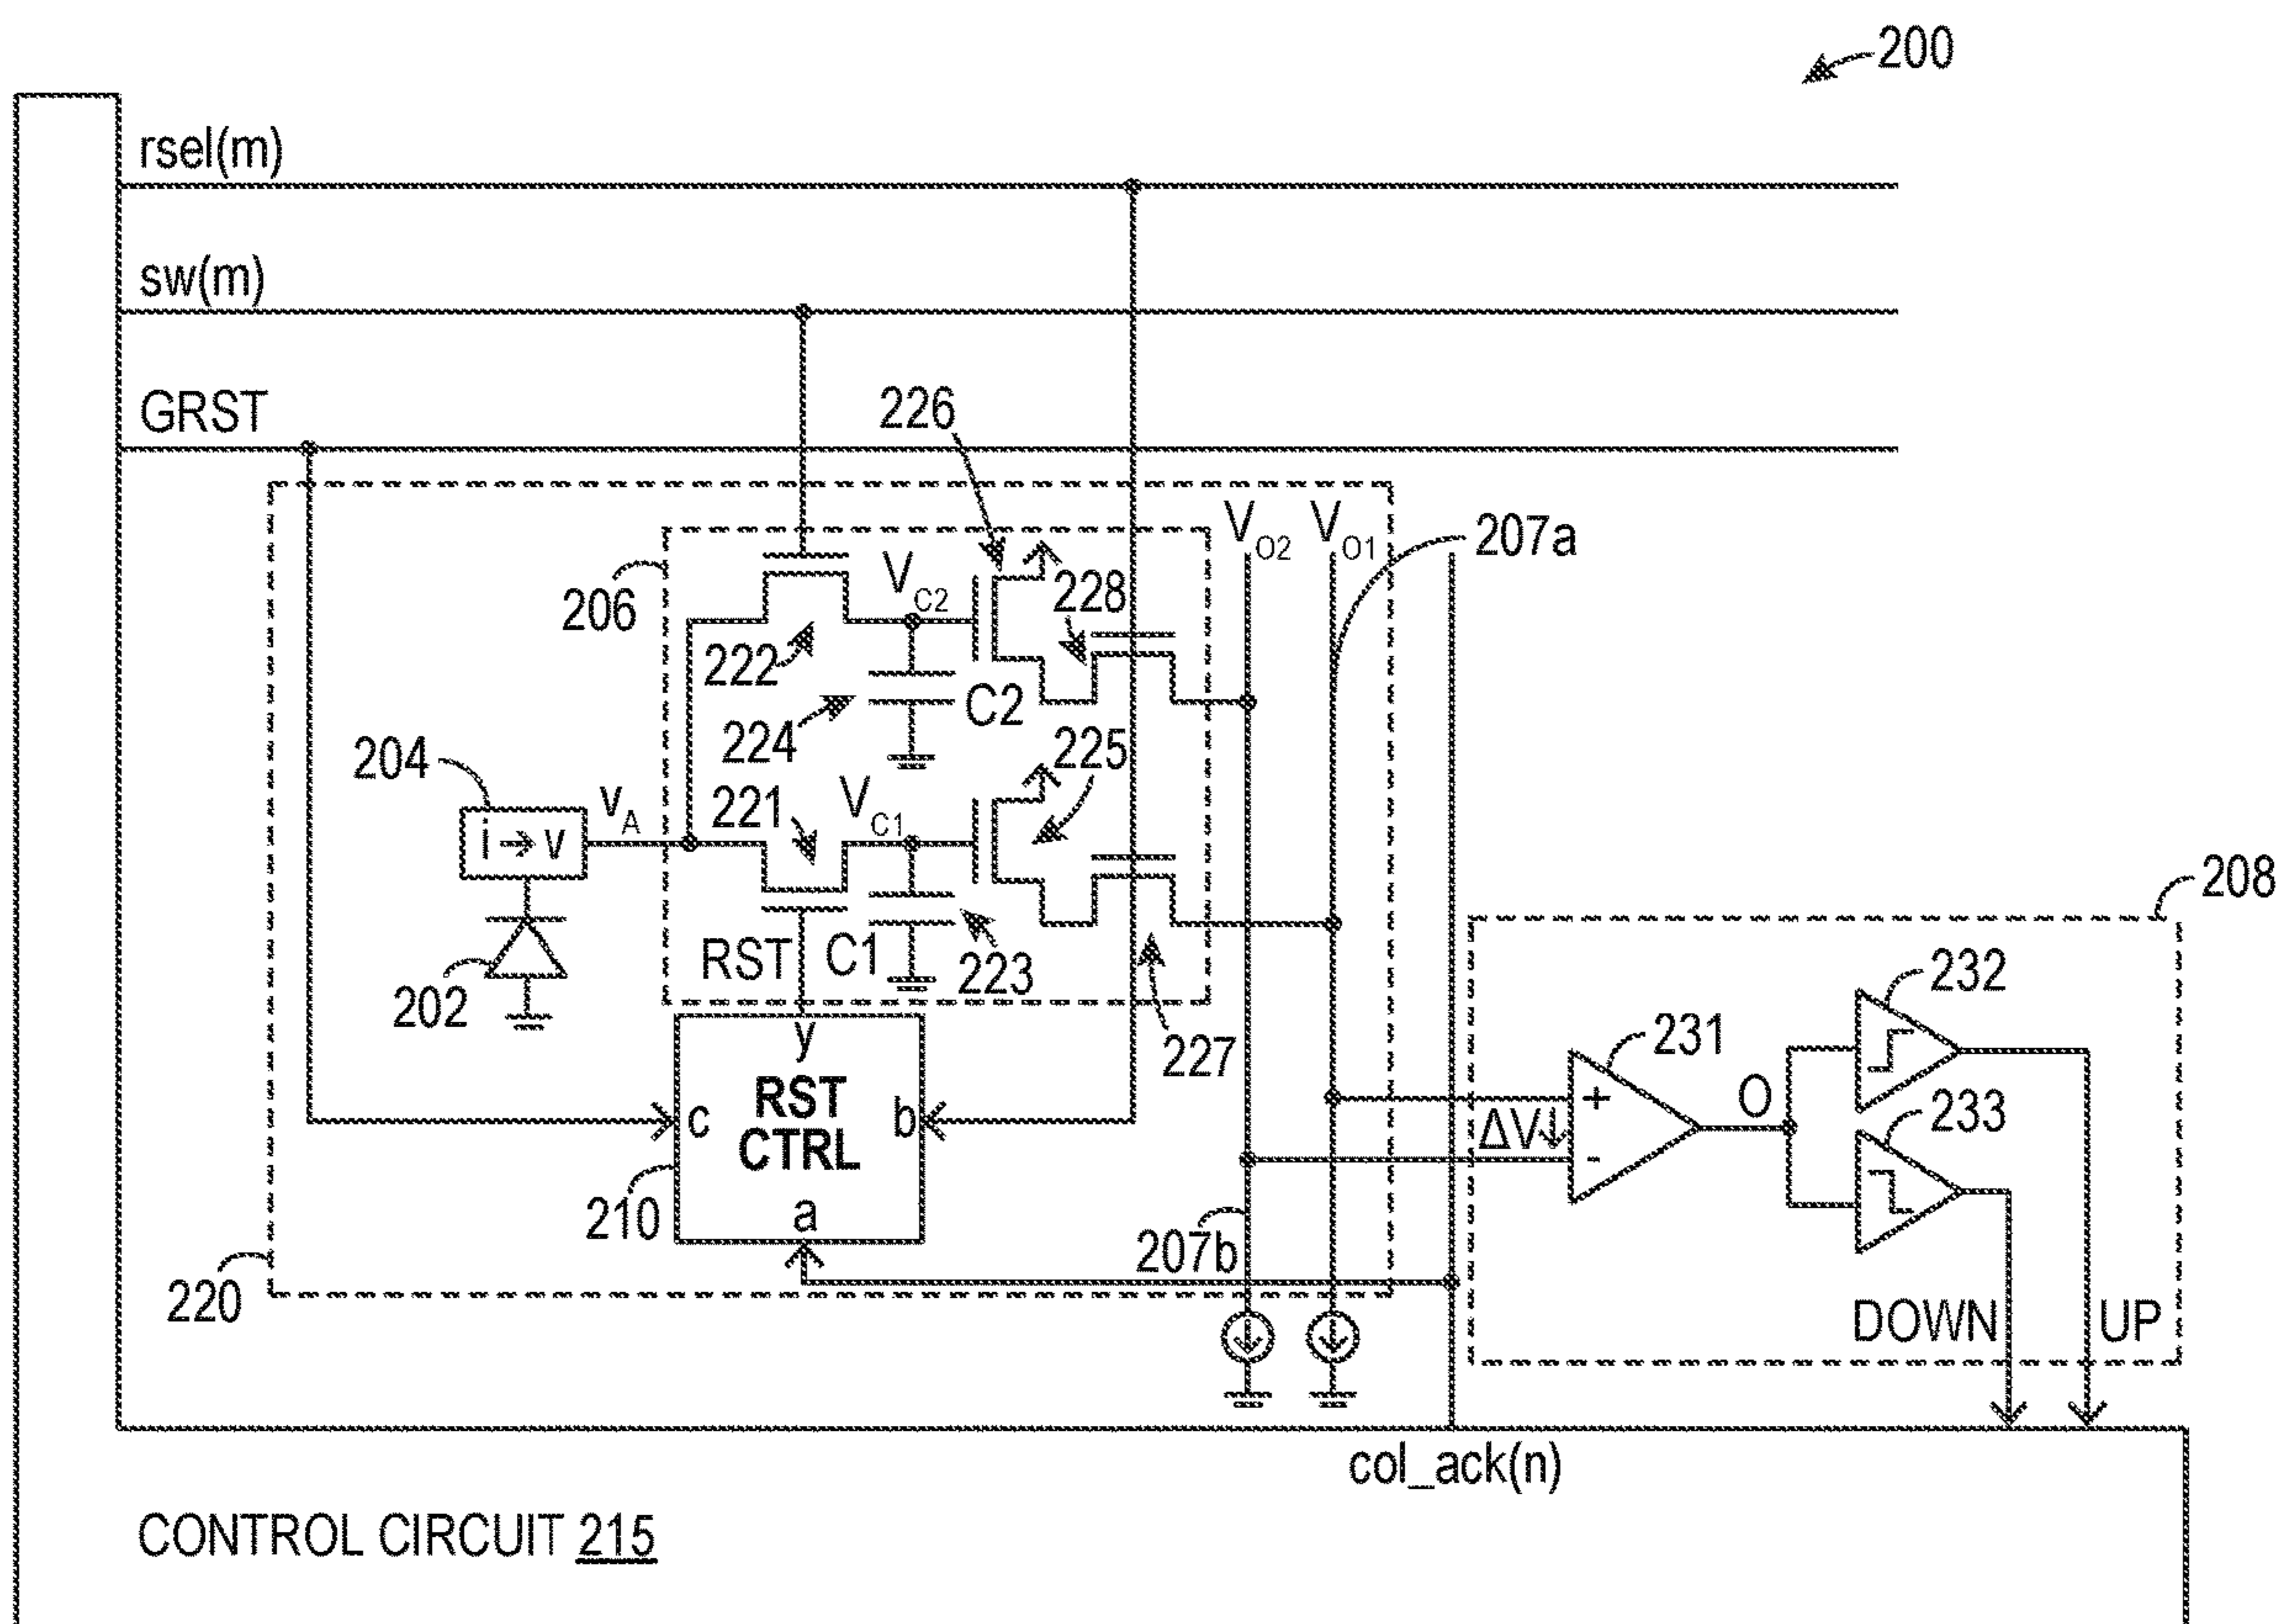 200
rsel(m)
sw(m)
GRST
226
VO2 VO1
207a
206
VC2
228
222
C2
224
225
204
vA
221
VC1
i → v
208
RST
C1
223
232
202
y
227
231
RST
CTRL
c
b
+
O
ΔV
-
233
210
a
207b
220
DOWN
UP
col_ack(n)
CONTROL CIRCUIT 215